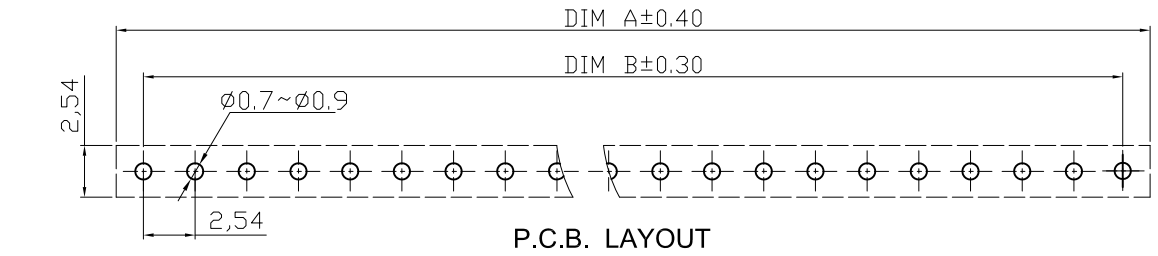 DIM A±0.40
DIM B±0.30
2,54
Ø0.7~Ø0.9
2,54
P.C.B. LAYOUT